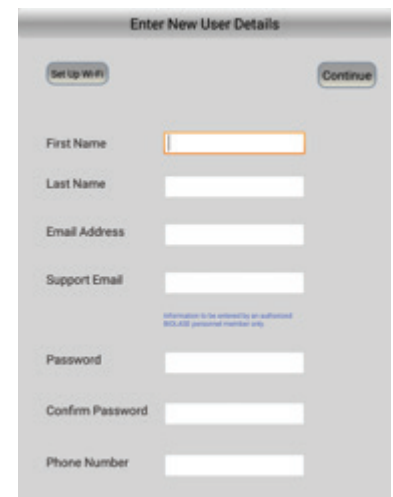 Enter New User Details
Set Up Wi-Fi
Continue
First Name
Last Name
Email Address
Support Email
Information to be entered by an authorized
BIOLASE personnel member only.
Password
Confirm Password
Phone Number